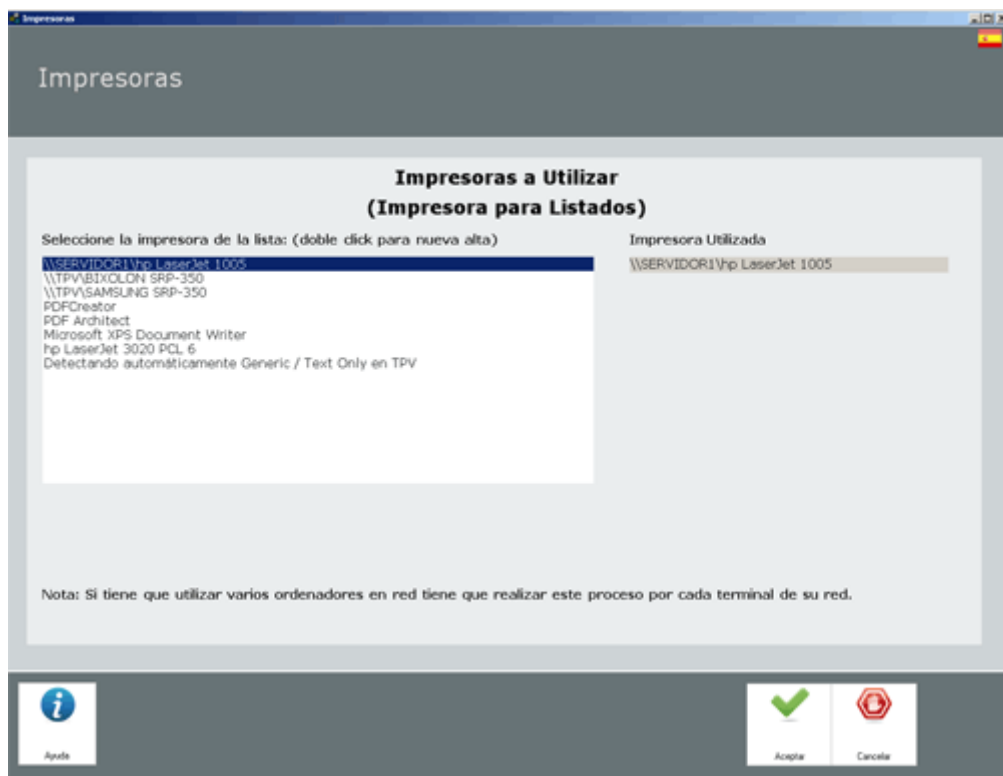 Impresoras
Impresoras
Impresoras a Utilizar
(Impresora para Listados)
Seleccione la impresora de la lista: (doble click para nueva alta)
Impresora Utilizada
\\SERVIDOR1\hp LaserJet 1005
\\SERVIDOR1\hp LaserJet 1005
\\TPV\BIXOLON SRP-350
\\TPV\SAMSUNG SRP-350
PDFCreator
PDF Architect
Microsoft XPS Document Writer
hp LaserJet 3020 PCL 6
Detectando automáticamente Generic / Text Only en TPV
Nota: Si tiene que utilizar varios ordenadores en red tiene que realizar este proceso por cada terminal de su red.
Ayuda
Aceptar
Cancelar